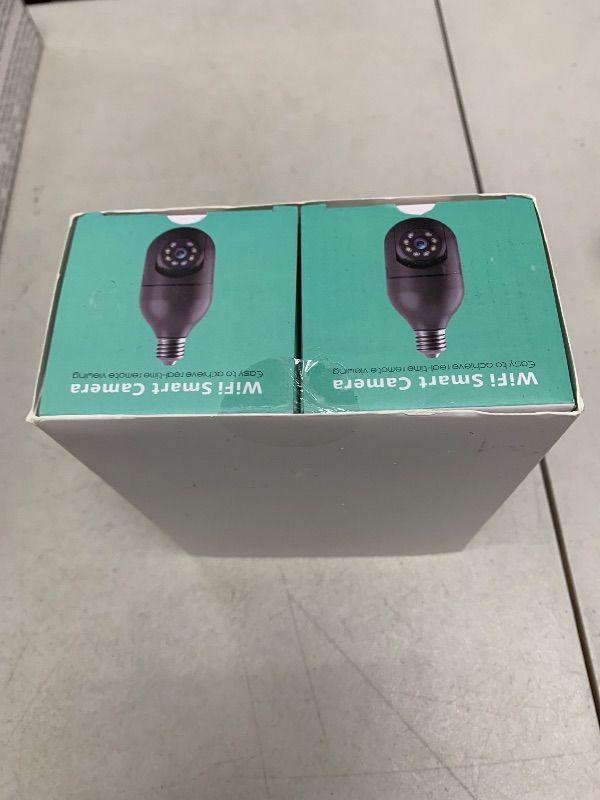 WiFi Smart Camera
Easy to achieve real-time remote viewing
WiFi Smart Camera
Easy to achieve real-time remote viewing